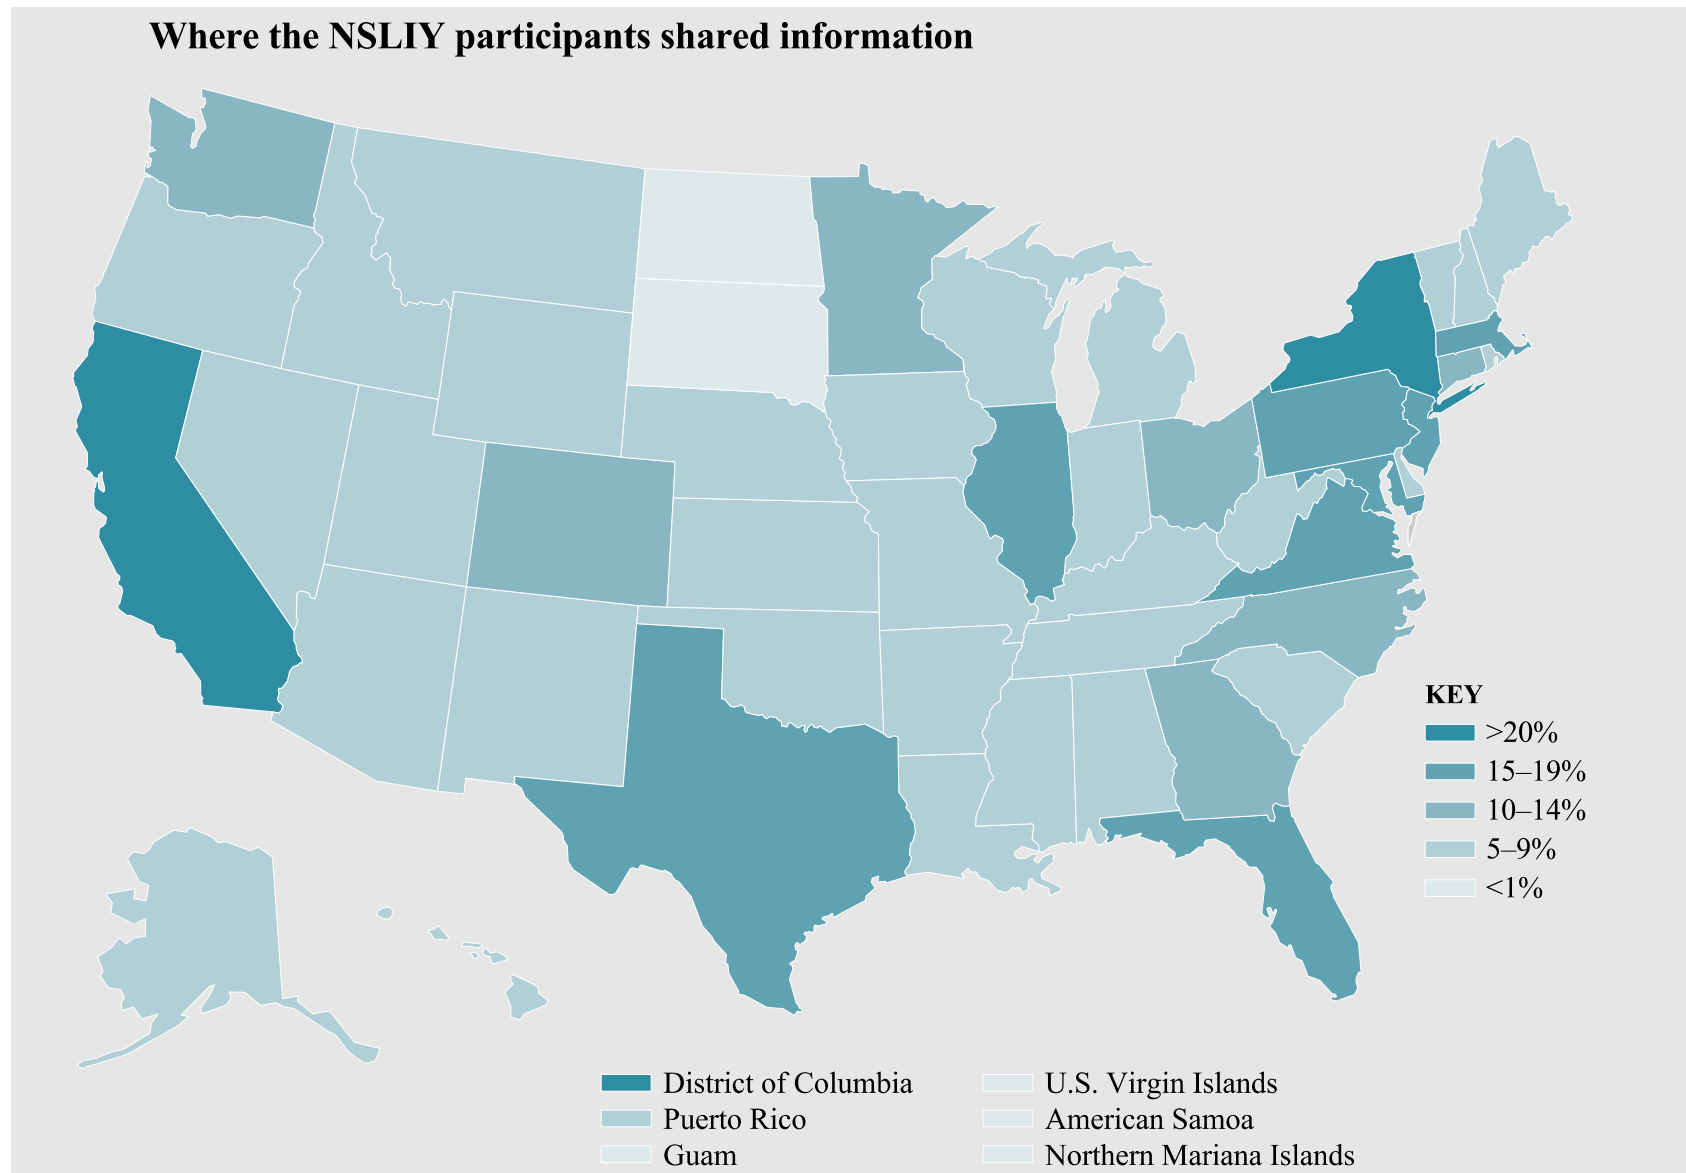 Where the NSLIY participants shared information
KEY
>20%
15–19%
10–14%
5–9%
<1%
District of Columbia
Puerto Rico
Guam
U.S. Virgin Islands
American Samoa
Northern Mariana Islands